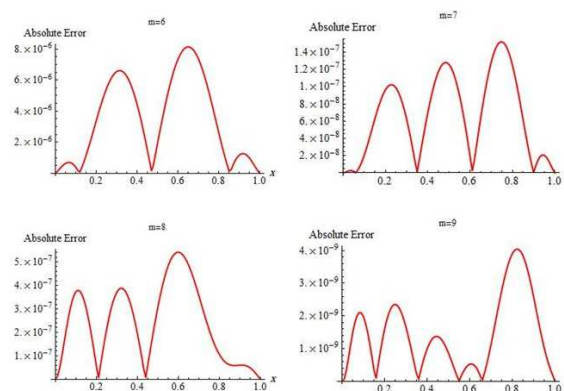 m=6
Absolute Error
8.×10⁻⁶
6.×10⁻⁶
4.×10⁻⁶
2.×10⁻⁶
0.2 0.4 0.6 0.8 1.0 x
m=7
Absolute Error
1.4×10⁻⁷
1.2×10⁻⁷
1.×10⁻⁷
8.×10⁻⁸
6.×10⁻⁸
4.×10⁻⁸
2.×10⁻⁸
0.2 0.4 0.6 0.8 1.0
m=8
Absolute Error
5.×10⁻⁷
4.×10⁻⁷
3.×10⁻⁷
2.×10⁻⁷
1.×10⁻⁷
0.2 0.4 0.6 0.8 1.0 x
m=9
Absolute Error
4.×10⁻⁹
3.×10⁻⁹
2.×10⁻⁹
1.×10⁻⁹
0.2 0.4 0.6 0.8 1.0